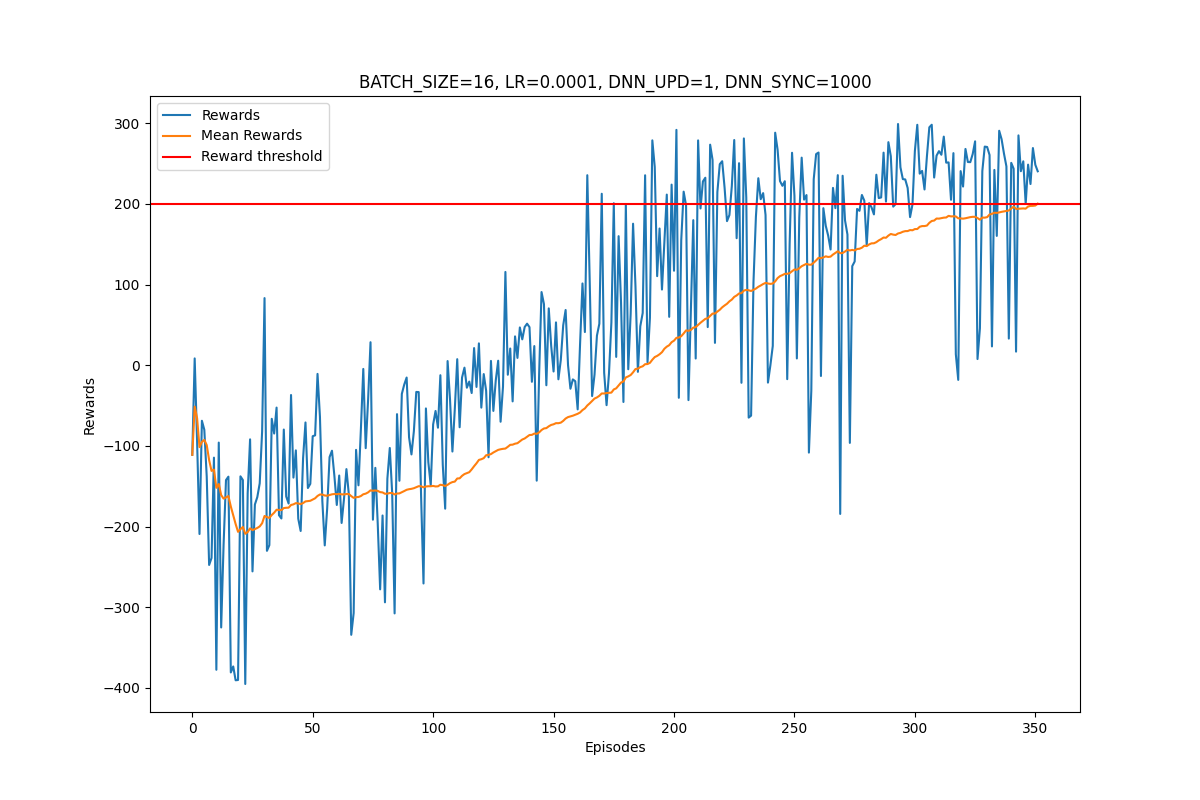 BATCH_SIZE=16, LR=0.0001, DNN_UPD=1, DNN_SYNC=1000
Rewards
Mean Rewards
Reward threshold
300
200
100
0
−100
−200
−300
−400
Rewards
0 50 100 150 200 250 300 350
Episodes